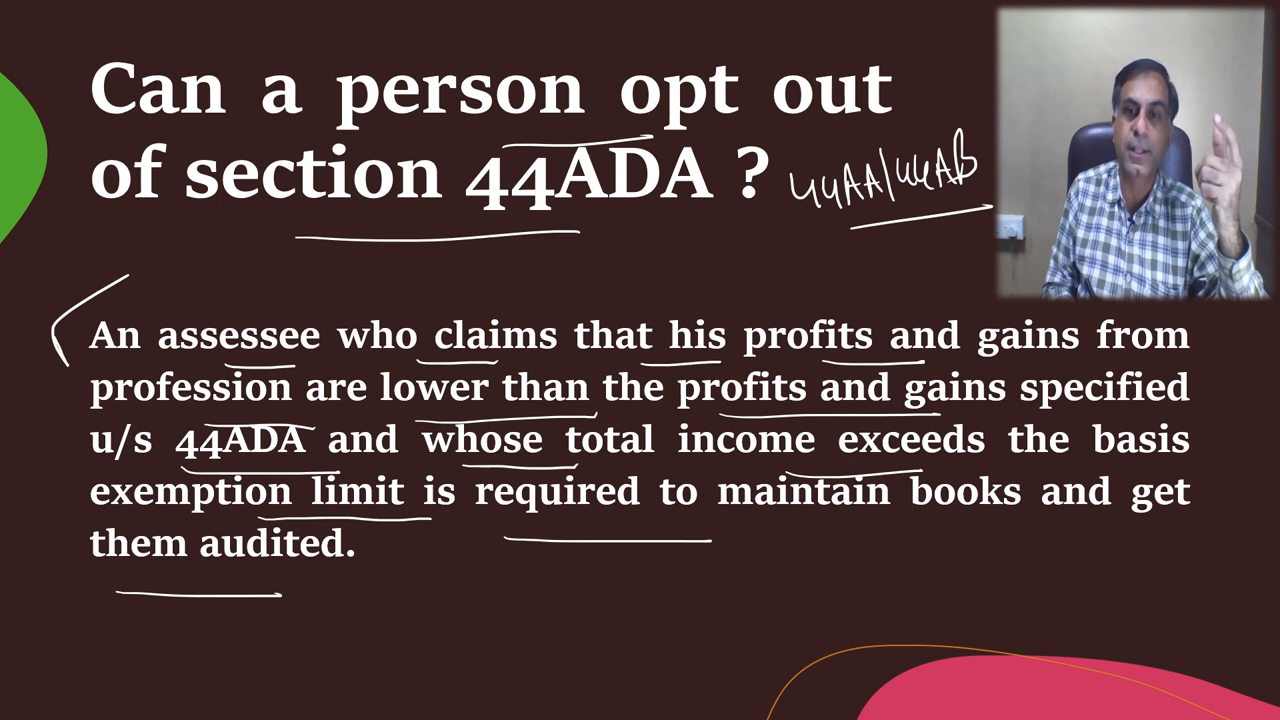 Can a person opt out
of section 44ADA ?
44AA/44AB
An assessee who claims that his profits and gains from
profession are lower than the profits and gains specified
u/s 44ADA and whose total income exceeds the basis
exemption limit is required to maintain books and get
them audited.